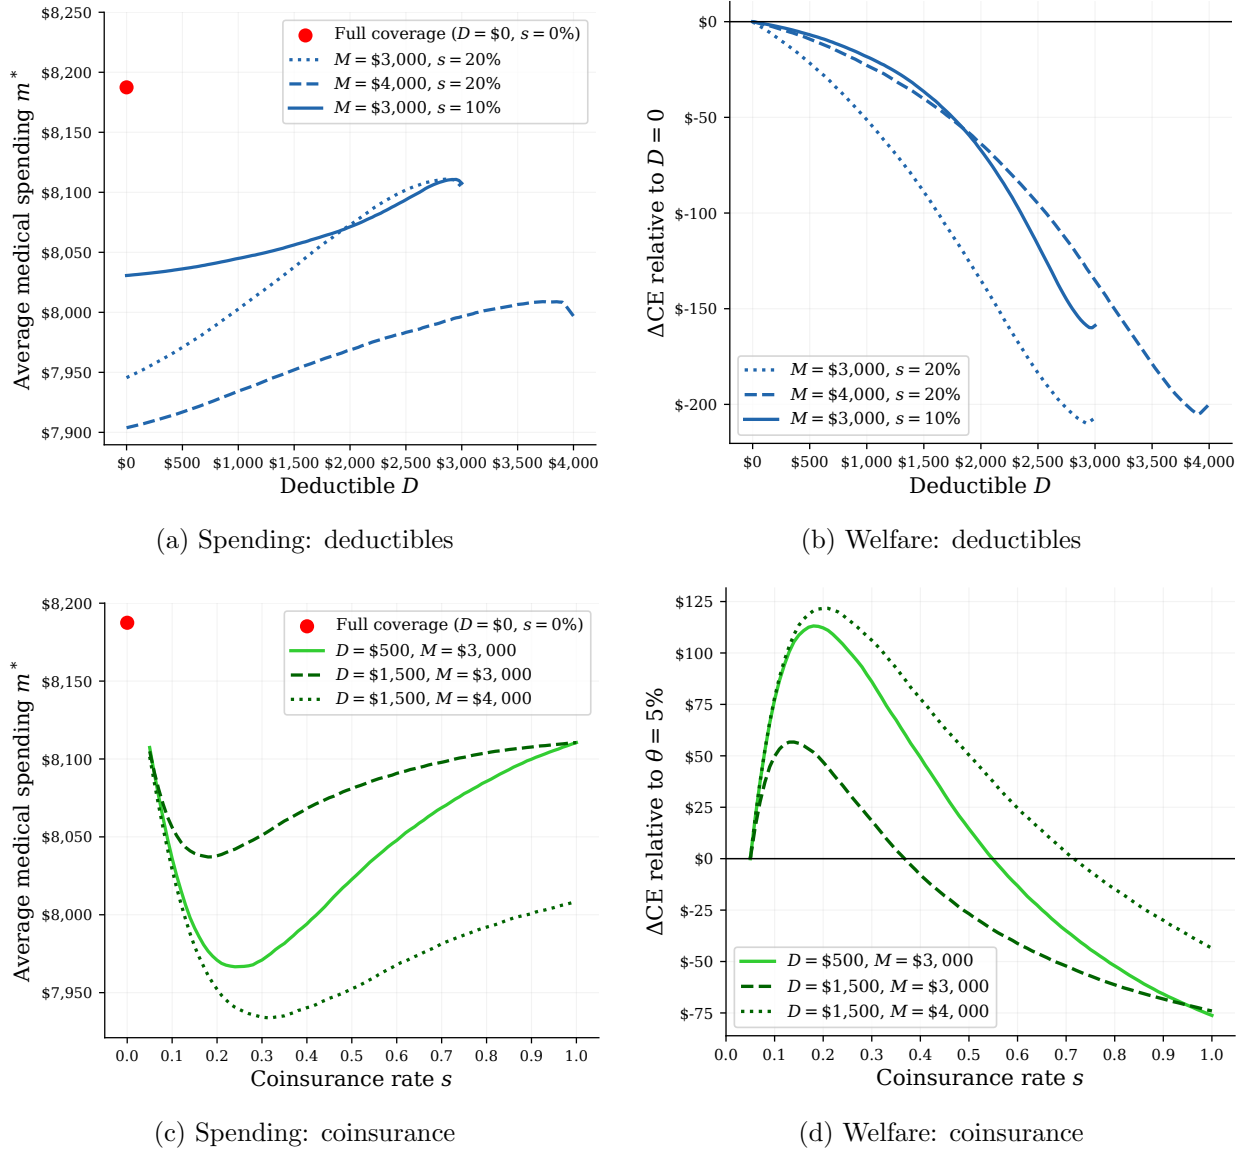 Average medical spending m*
$8,250
$8,200
$8,150
$8,100
$8,050
$8,000
$7,950
$7,900
Full coverage (D = $0, s = 0%)
M = $3,000, s = 20%
M = $4,000, s = 20%
M = $3,000, s = 10%
$0 $500 $1,000 $1,500 $2,000 $2,500 $3,000 $3,500 $4,000
Deductible D
(a) Spending: deductibles
ΔCE relative to D = 0
$0
$-50
$-100
$-150
$-200
M = $3,000, s = 20%
M = $4,000, s = 20%
M = $3,000, s = 10%
$0 $500 $1,000 $1,500 $2,000 $2,500 $3,000 $3,500 $4,000
Deductible D
(b) Welfare: deductibles
Average medical spending m*
$8,200
$8,150
$8,100
$8,050
$8,000
$7,950
Full coverage (D = $0, s = 0%)
D = $500, M = $3, 000
D = $1, 500, M = $3, 000
D = $1, 500, M = $4, 000
0.0 0.1 0.2 0.3 0.4 0.5 0.6 0.7 0.8 0.9 1.0
Coinsurance rate s
(c) Spending: coinsurance
ΔCE relative to θ = 5%
$125
$100
$75
$50
$25
$0
$-25
$-50
$-75
D = $500, M = $3, 000
D = $1, 500, M = $3, 000
D = $1, 500, M = $4, 000
0.0 0.1 0.2 0.3 0.4 0.5 0.6 0.7 0.8 0.9 1.0
Coinsurance rate s
(d) Welfare: coinsurance